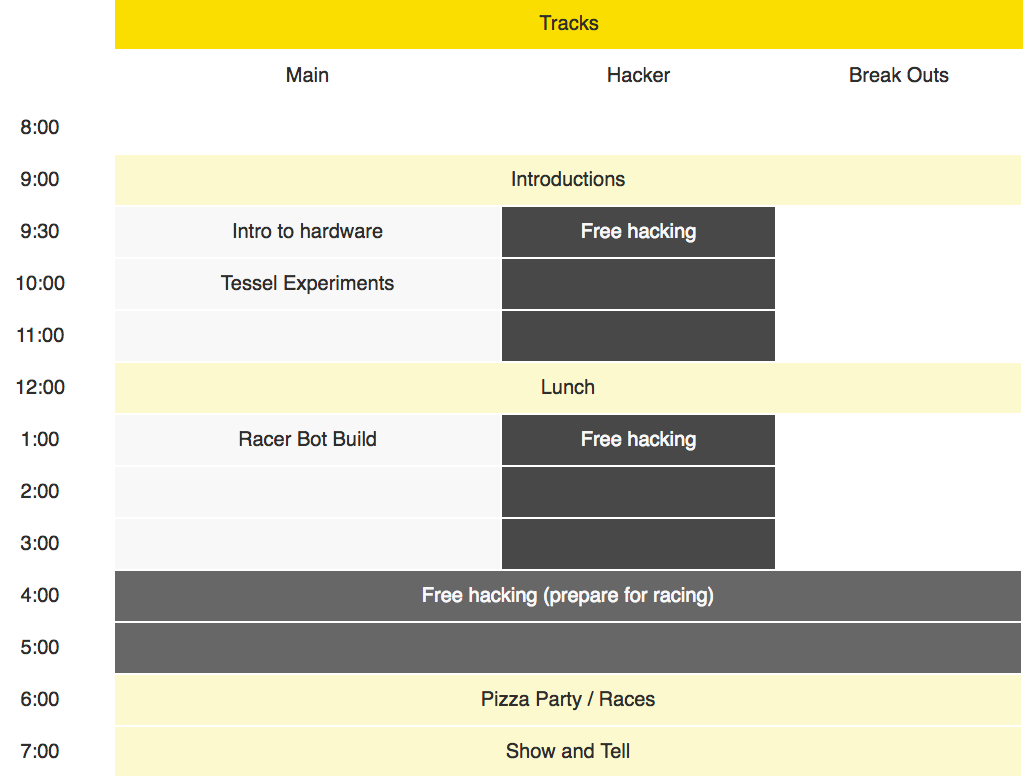 Tracks
Main Hacker Break Outs
8:00
9:00 Introductions
9:30 Intro to hardware Free hacking
10:00 Tessel Experiments
11:00
12:00 Lunch
1:00 Racer Bot Build Free hacking
2:00
3:00
4:00 Free hacking (prepare for racing)
5:00
6:00 Pizza Party / Races
7:00 Show and Tell